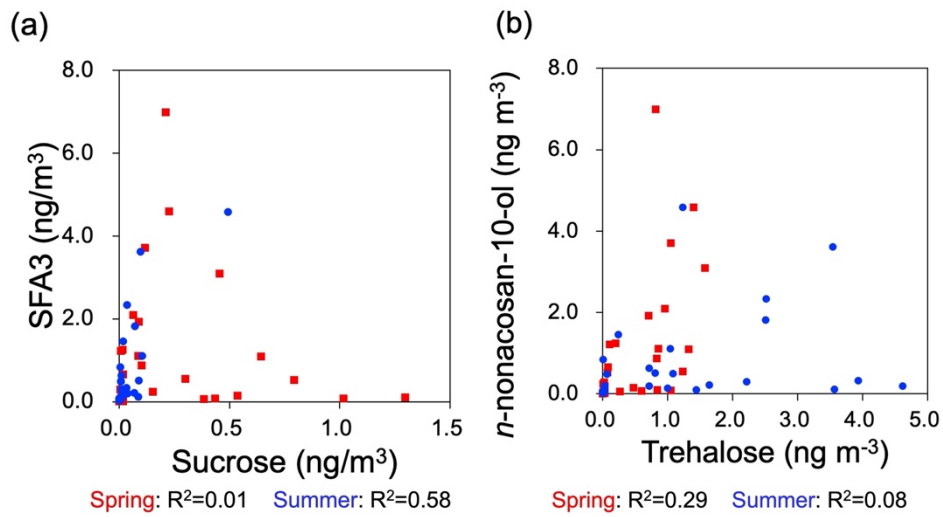 (a)
8.0
6.0
4.0
2.0
0.0
SFA3 (ng/m³)
0.0 0.5 1.0 1.5
Sucrose (ng/m³)
Spring: R²=0.01 Summer: R²=0.58
(b)
8.0
6.0
4.0
2.0
0.0
n-nonacosan-10-ol (ng m⁻³)
0.0 1.0 2.0 3.0 4.0 5.0
Trehalose (ng m⁻³)
Spring: R²=0.29 Summer: R²=0.08